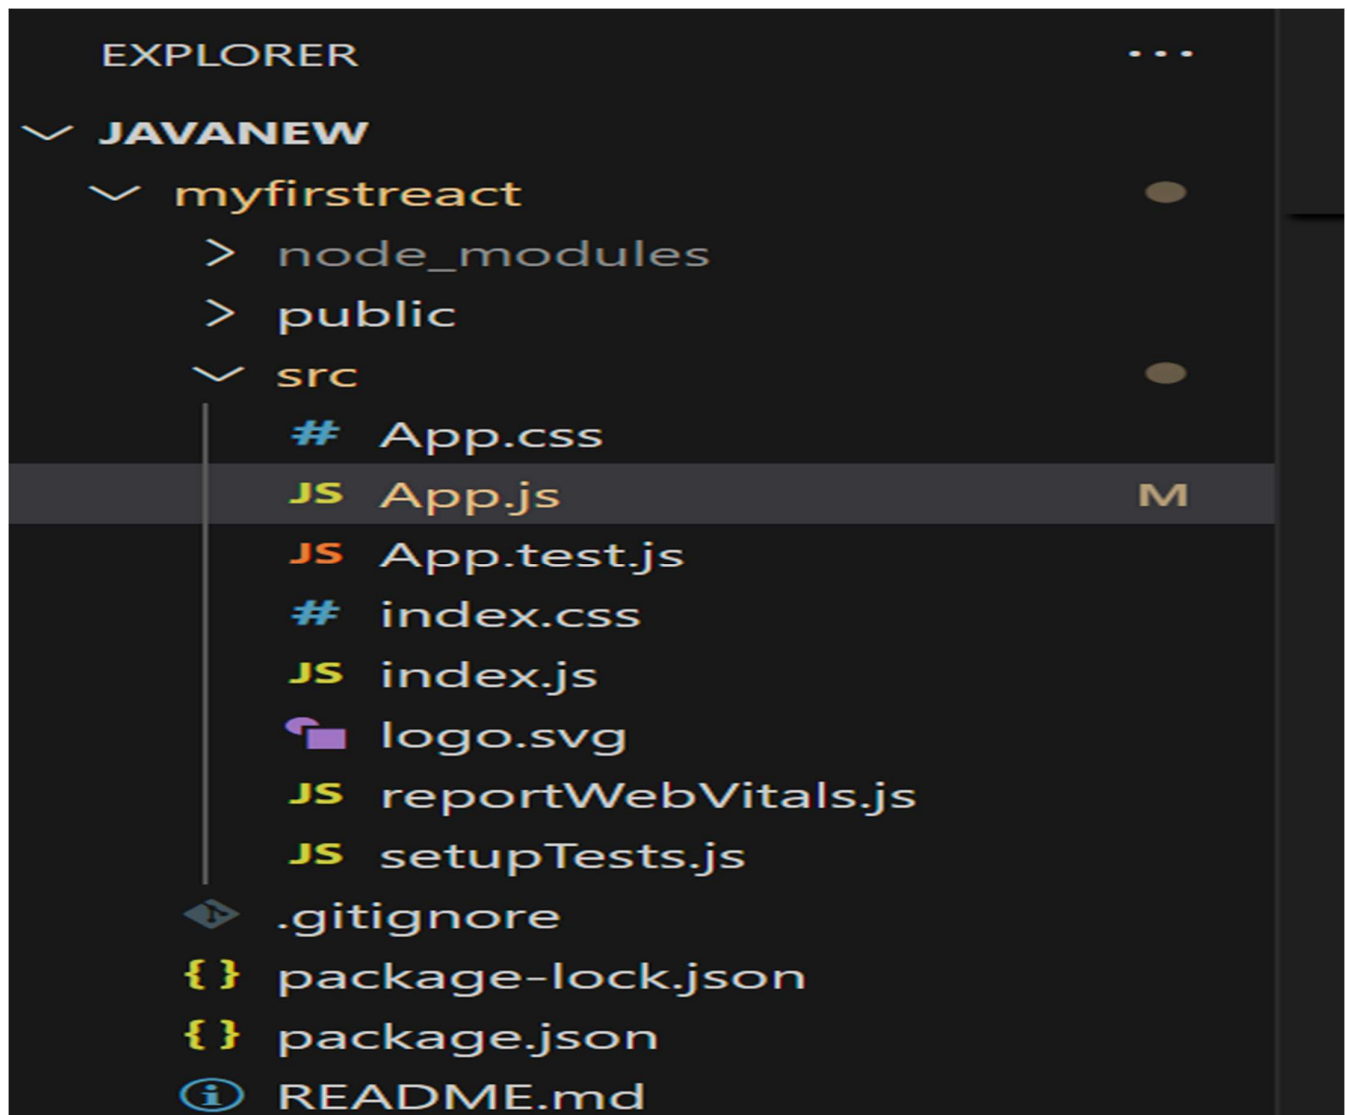 EXPLORER
JAVANEW
myfirstreact
node_modules
public
src
# App.css
JS App.js M
JS App.test.js
# index.css
JS index.js
logo.svg
JS reportWebVitals.js
JS setupTests.js
.gitignore
{ } package-lock.json
{ } package.json
README.md